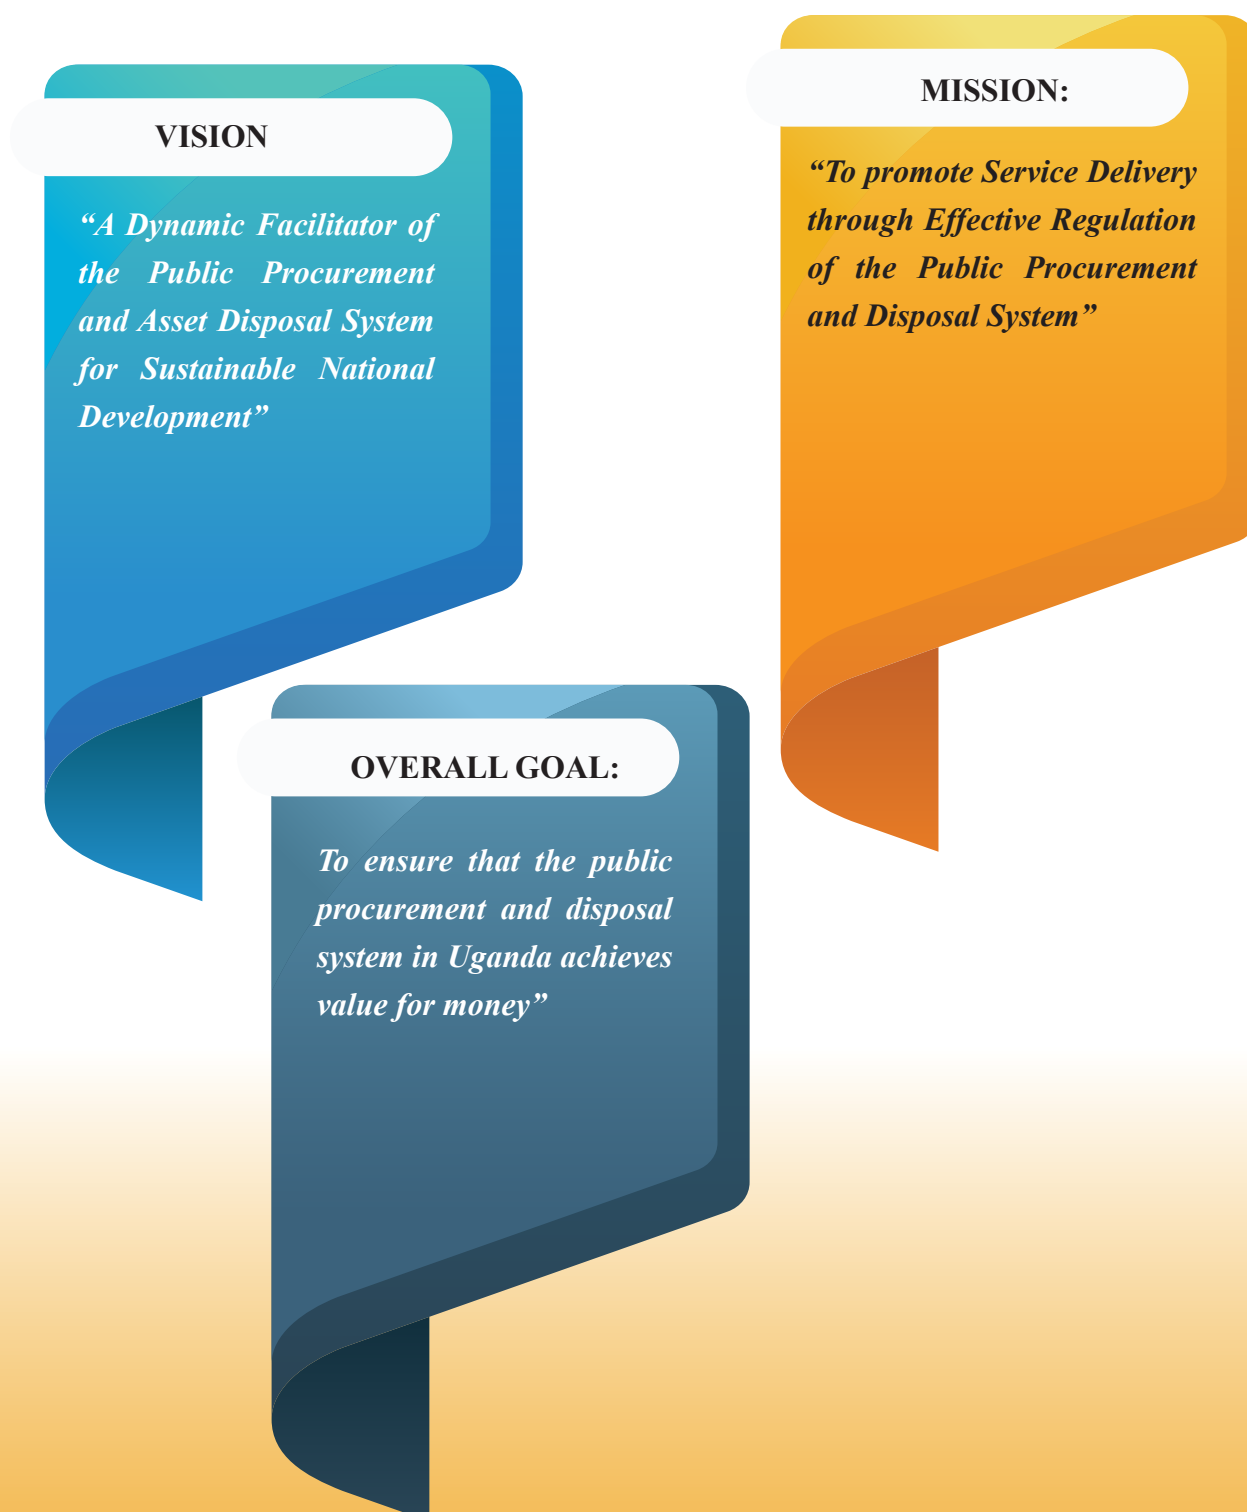 VISION
“A Dynamic Facilitator of
the Public Procurement
and Asset Disposal System
for Sustainable National
Development”
MISSION:
“To promote Service Delivery
through Effective Regulation
of the Public Procurement
and Disposal System”
OVERALL GOAL:
To ensure that the public
procurement and disposal
system in Uganda achieves
value for money”